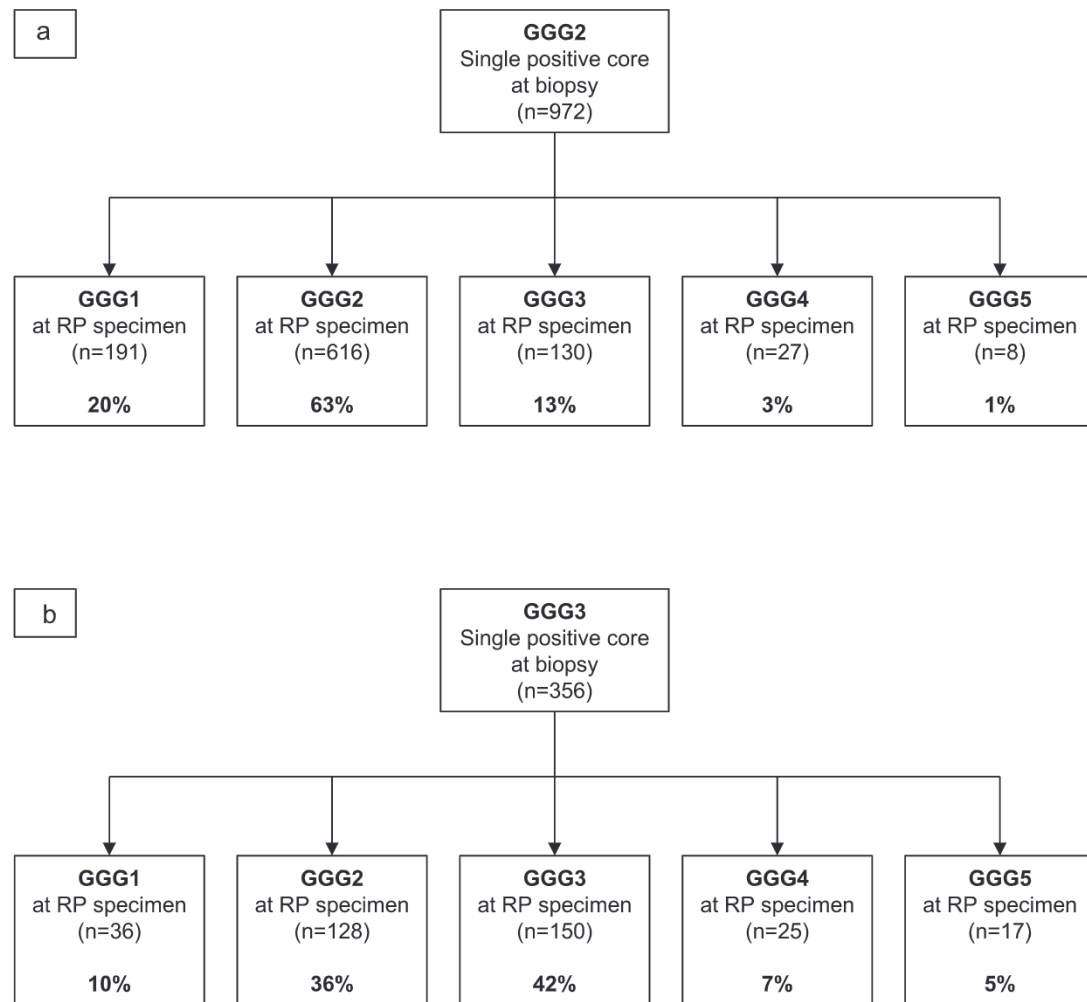 a
GGG2
Single positive core
at biopsy
(n=972)
GGG1
at RP specimen
(n=191)
20%
GGG2
at RP specimen
(n=616)
63%
GGG3
at RP specimen
(n=130)
13%
GGG4
at RP specimen
(n=27)
3%
GGG5
at RP specimen
(n=8)
1%
b
GGG3
Single positive core
at biopsy
(n=356)
GGG1
at RP specimen
(n=36)
10%
GGG2
at RP specimen
(n=128)
36%
GGG3
at RP specimen
(n=150)
42%
GGG4
at RP specimen
(n=25)
7%
GGG5
at RP specimen
(n=17)
5%